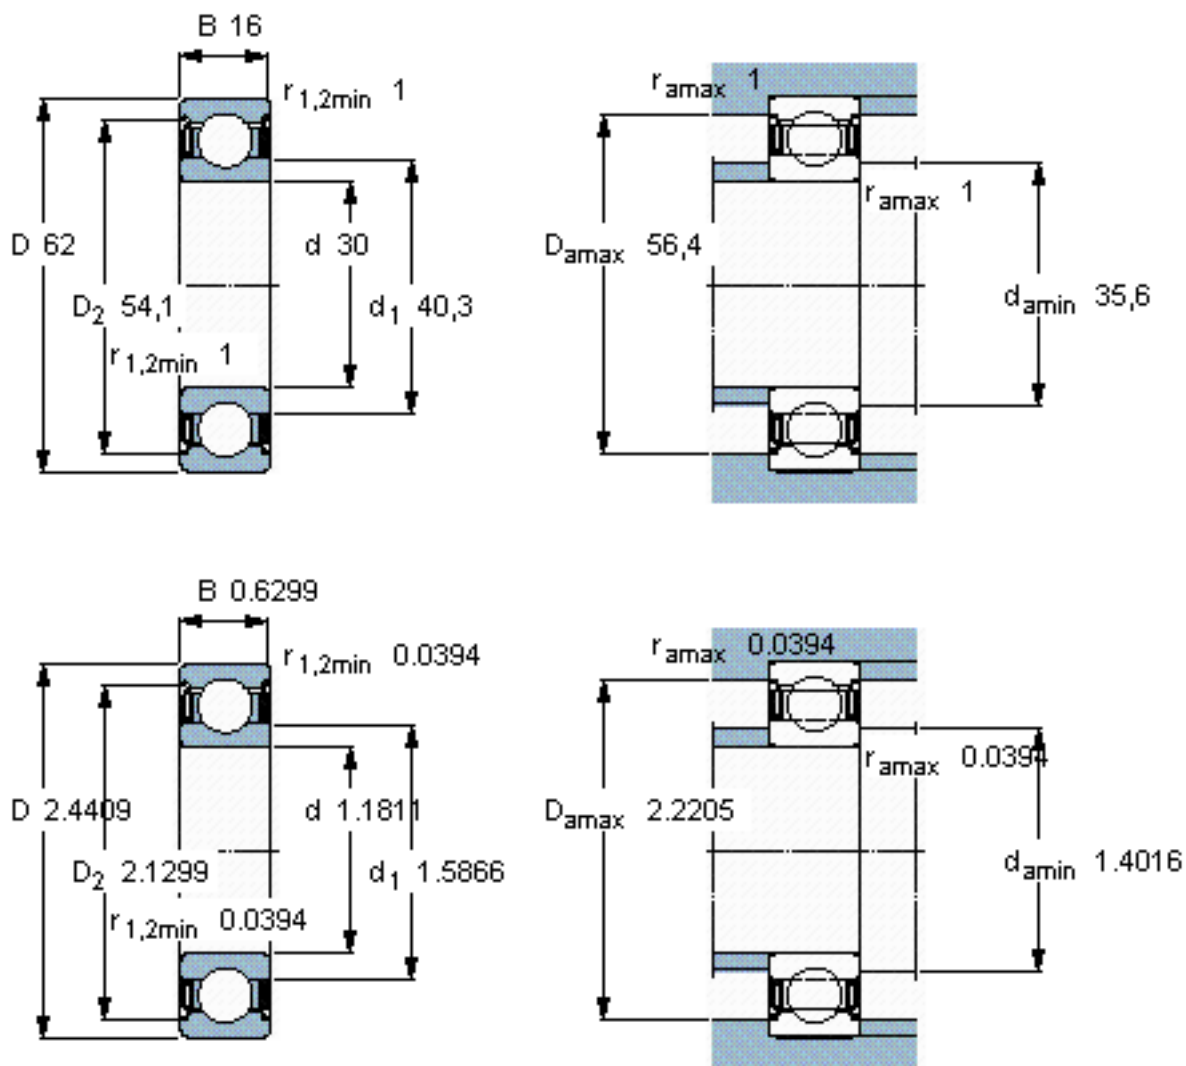 B 16
r1,2min 1
D 62
D2 54,1
d 30
d1 40,3
r1,2min 1
ramax 1
ramax 1
Damax 56,4
damin 35,6
B 0.6299
r1,2min 0.0394
D 2.4409
D2 2.1299
d 1.1811
d1 1.5866
r1,2min 0.0394
ramax 0.0394
ramax 0.0394
Damax 2.2205
damin 1.4016